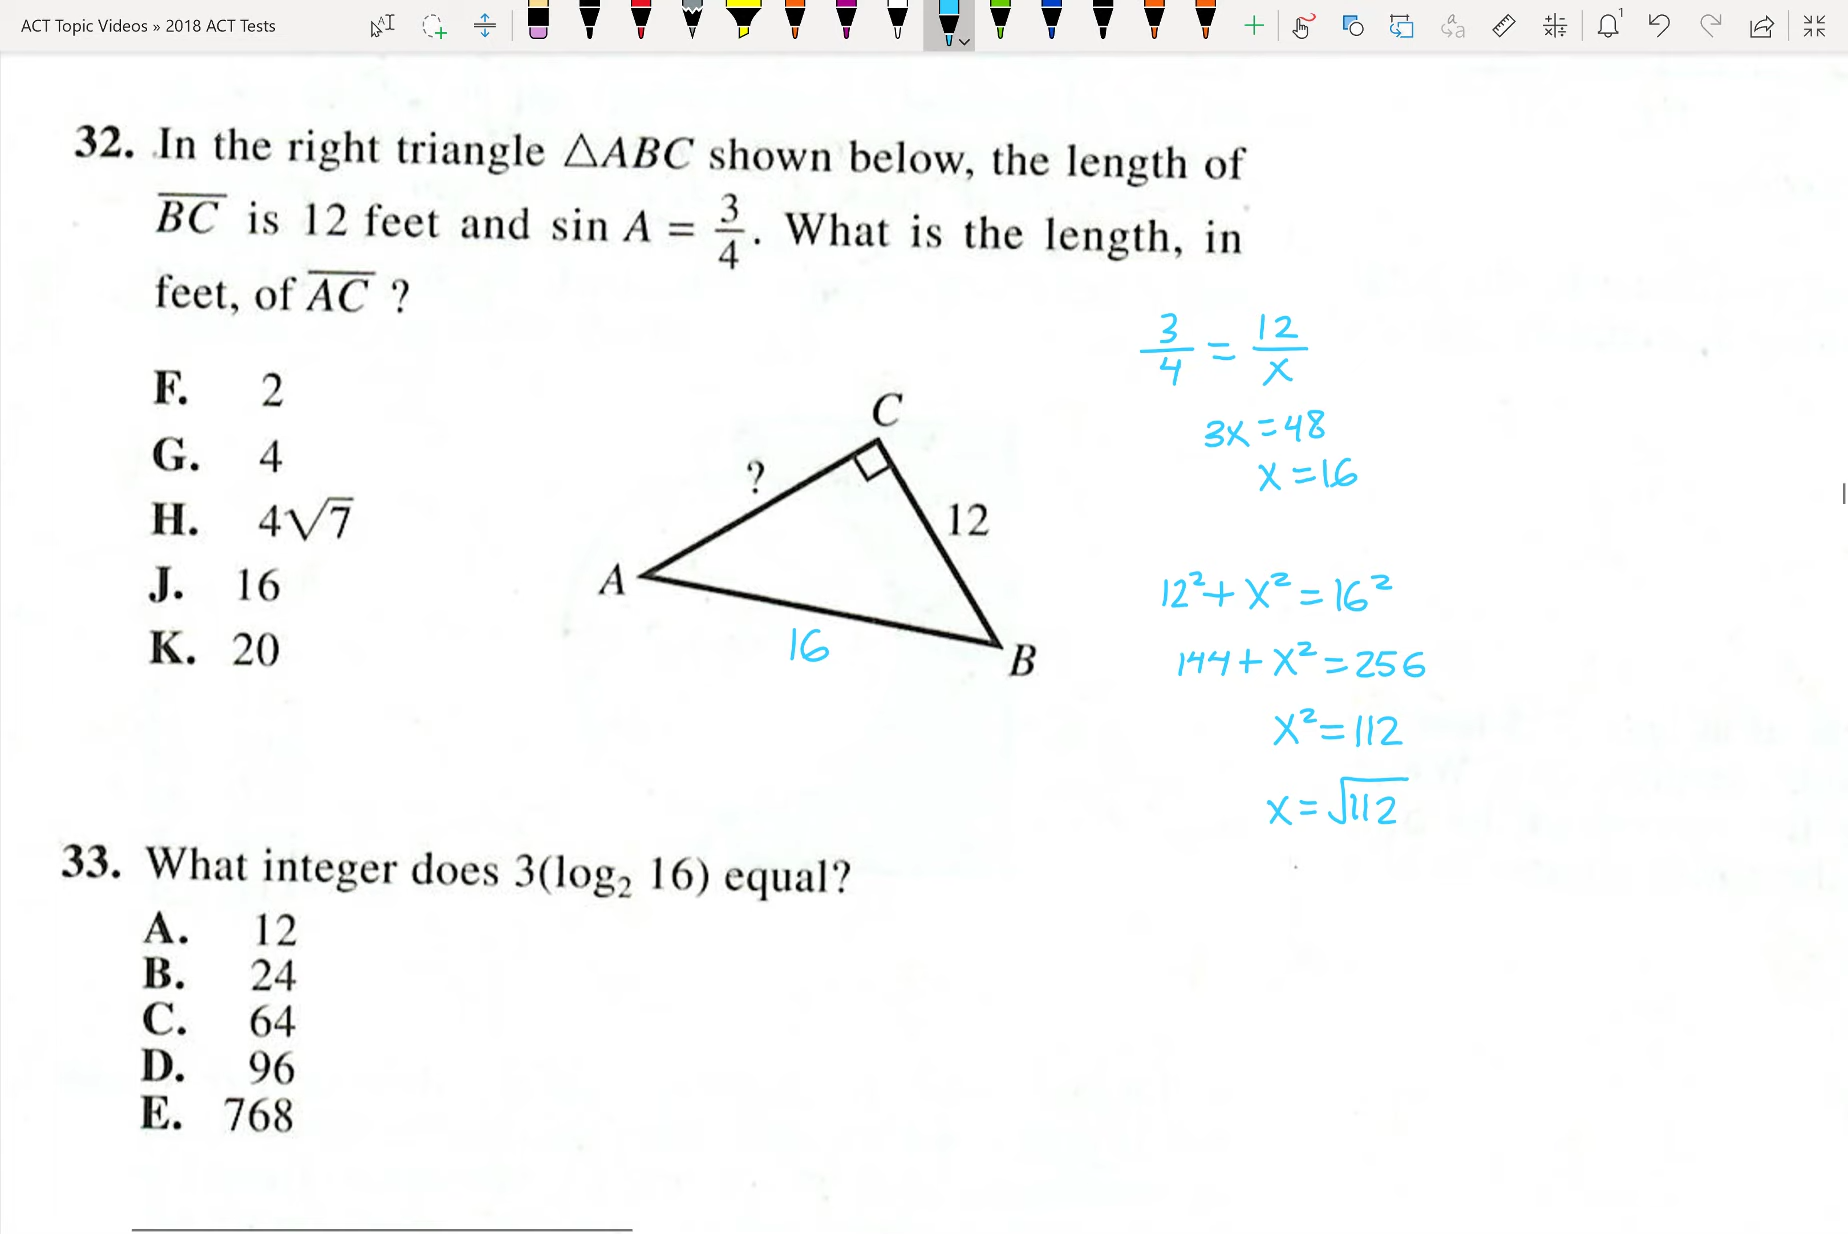 ACT Topic Videos » 2018 ACT Tests
32. In the right triangle △ABC shown below, the length of
BC is 12 feet and sin A = 3/4. What is the length, in
feet, of AC ?
F. 2
G. 4
H. 4√7
J. 16
K. 20
C
?
12
A
B
16
3/4 = 12/x
3x = 48
x = 16
12² + x² = 16²
144 + x² = 256
x² = 112
x = √112
33. What integer does 3(log₂ 16) equal?
A. 12
B. 24
C. 64
D. 96
E. 768